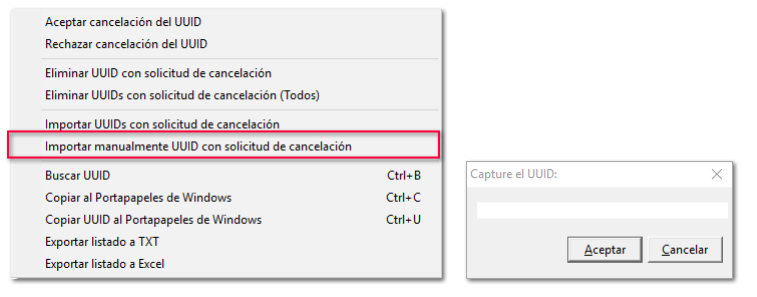 Aceptar cancelación del UUID
Rechazar cancelación del UUID
Eliminar UUID con solicitud de cancelación
Eliminar UUIDs con solicitud de cancelación (Todos)
Importar UUIDs con solicitud de cancelación
Importar manualmente UUID con solicitud de cancelación
Buscar UUID Ctrl+B
Copiar al Portapapeles de Windows Ctrl+C
Copiar UUID al Portapapeles de Windows Ctrl+U
Exportar listado a TXT
Exportar listado a Excel
Capture el UUID:
Aceptar Cancelar